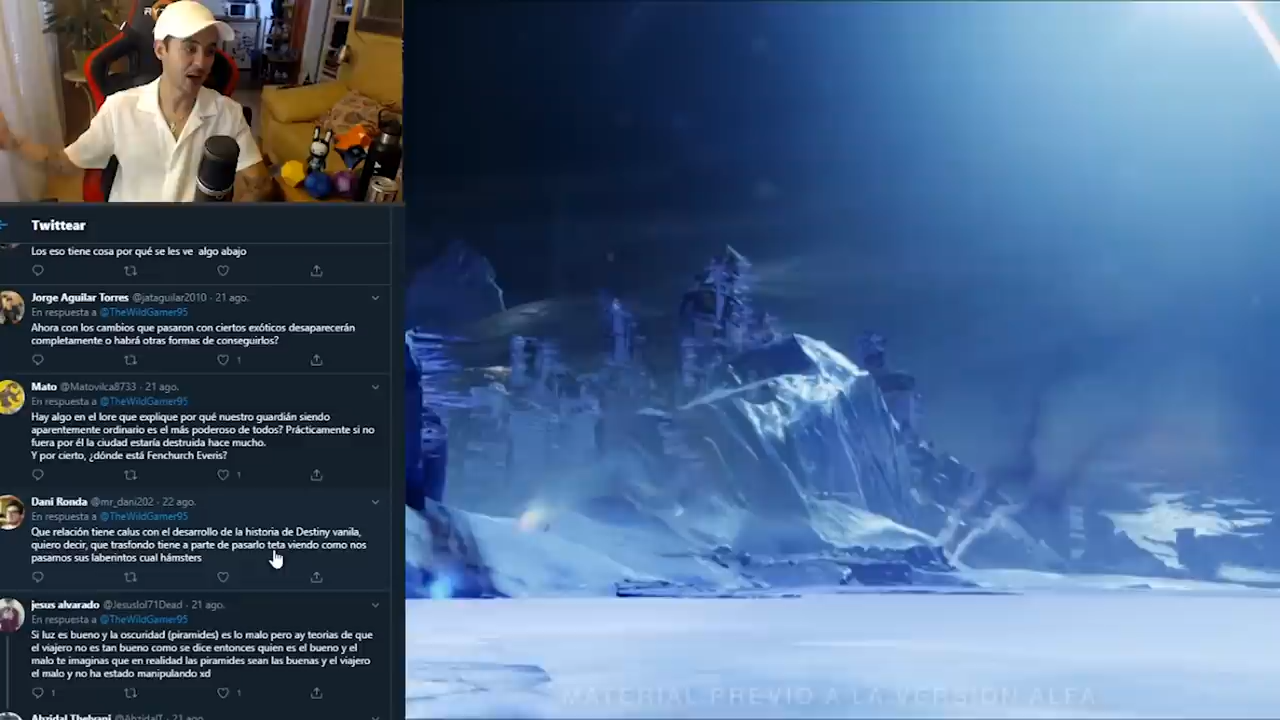 Twittear
Los eso tiene cosa por qué se les ve algo abajo
Jorge Aguilar Torres @jataguilar2010 · 21 ago.
En respuesta a @TheWildGamer95
Ahora con los cambios que pasaron con ciertos exóticos desaparecerán
completamente o habrá otras formas de conseguirlos?
1
Mato @Matovilca8733 · 21 ago.
En respuesta a @TheWildGamer95
Hay algo en el lore que explique por qué nuestro guardián siendo
aparentemente ordinario es el más poderoso de todos? Prácticamente si no
fuera por él la ciudad estaría destruida hace mucho.
Y por cierto, ¿dónde está Fenchurch Everis?
1
Dani Ronda @mr_dani202 · 22 ago.
En respuesta a @TheWildGamer95
Que relación tiene calus con el desarrollo de la historia de Destiny vanila,
quiero decir, que trasfondo tiene a parte de pasarlo teta viendo como nos
pasamos sus laberintos cual hámsters
jesus alvarado @Jesuslol71Dead · 21 ago.
En respuesta a @TheWildGamer95
Si luz es bueno y la oscuridad (piramides) es lo malo pero ay teorias de que
el viajero no es tan bueno como se dice entonces quien es el bueno y el
malo te imaginas que en realidad las piramides sean las buenas y el viajero
el malo y no ha estado manipulando xd
1 1
Abzidal Thelyani @AbzidalT · 21 ago.
MATERIAL PREVIO A LA VERSIÓN ALFA